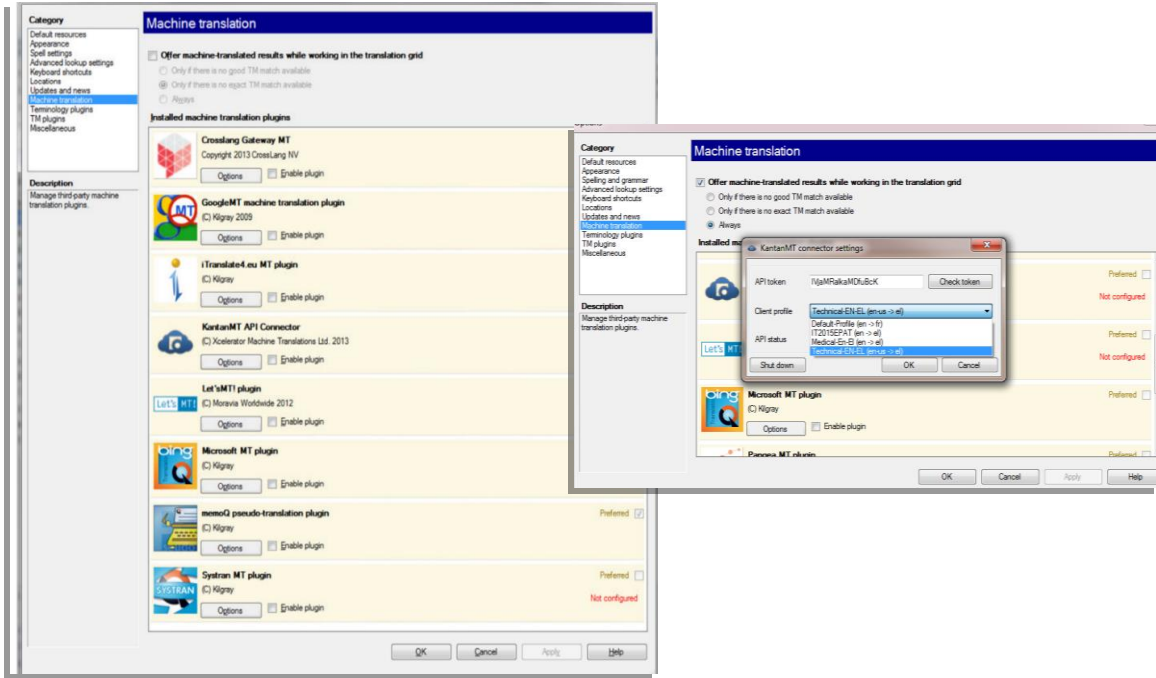 Category
Default resources
Appearance
Spell settings
Advanced lookup settings
Keyboard shortcuts
Locations
Updates and news
Machine translation
Terminology plugins
TM plugins
Miscellaneous
Description
Manage third-party machine
translation plugins.
Machine translation
Offer machine-translated results while working in the translation grid
Only if there is no good TM match available
Only if there is no exact TM match available
Always
Installed machine translation plugins
Crosslang Gateway MT
Copyright 2013 CrossLang NV
Options Enable plugin
GoogleMT machine translation plugin
(C) Kilgray 2009
Options Enable plugin
iTranslate4.eu MT plugin
(C) Kilgray
Options Enable plugin
KantanMT API Connector
(C) Xcelerator Machine Translations Ltd. 2013
Options Enable plugin
Let'sMT! plugin
Let's MT! (C) Moravia Worldwide 2012
Options Enable plugin
bing Microsoft MT plugin
(C) Kilgray
Options Enable plugin
memoQ pseudo-translation plugin Preferred
(C) Kilgray
Options Enable plugin
Systran MT plugin Preferred
SYSTRAN (C) Kilgray
Not configured
Options Enable plugin
OK Cancel Apply Help
Category
Default resources
Appearance
Spelling and grammar
Advanced lookup settings
Keyboard shortcuts
Locations
Updates and news
Machine translation
Terminology plugins
TM plugins
Miscellaneous
Description
Manage third-party machine
translation plugins.
Machine translation
Offer machine-translated results while working in the translation grid
Only if there is no good TM match available
Only if there is no exact TM match available
Always
Installed
KantanMT connector settings
API token Check token
Client profile Technical-EN-EL (en-us -> el)
Default-Profile (en -> fr)
IT2015EPAT (en -> el)
Medical-En-El (en -> el)
Technical-EN-EL (en-us -> el)
API status
Shut down OK Cancel
Preferred
Not configured
Let's MT! Preferred
Not configured
bing Microsoft MT plugin Preferred
(C) Kilgray
Options Enable plugin
Pangea MT plugin Preferred
OK Cancel Apply Help